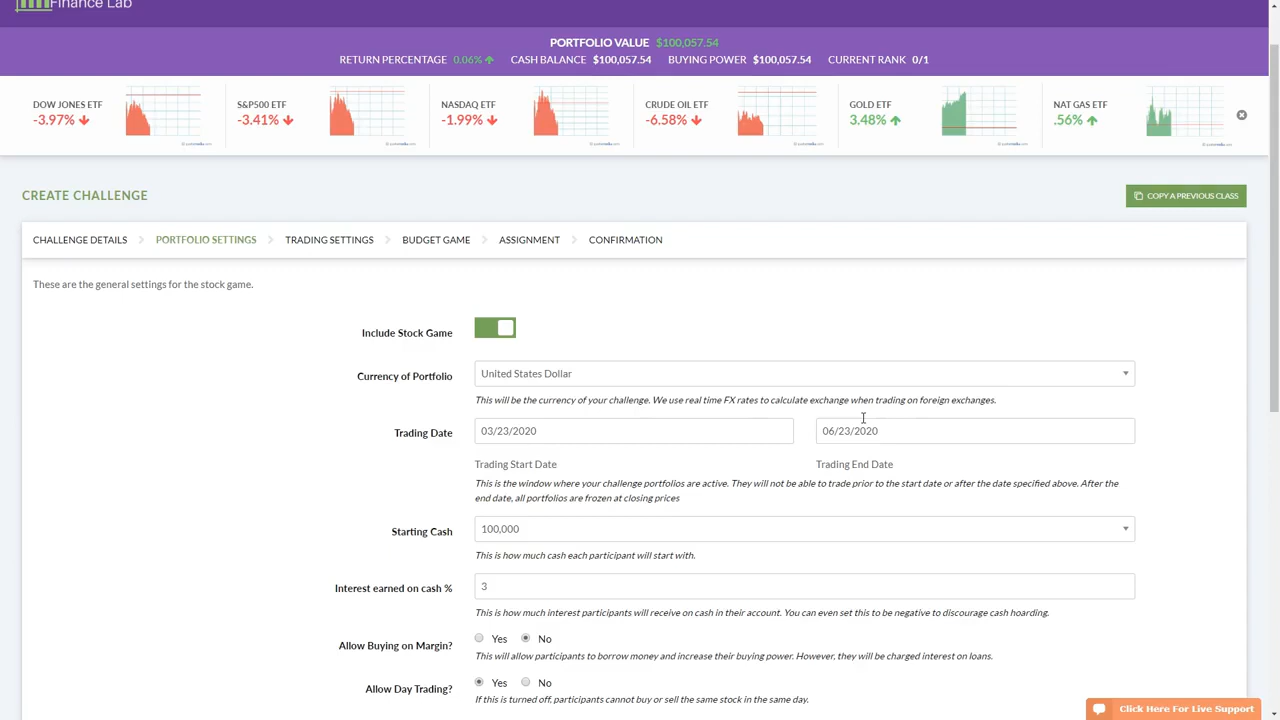 Finance Lab
PORTFOLIO VALUE $100,057.54
RETURN PERCENTAGE 0.06% CASH BALANCE $100,057.54 BUYING POWER $100,057.54 CURRENT RANK 0/1
DOW JONES ETF
-3.97%
S&P500 ETF
-3.41%
NASDAQ ETF
-1.99%
CRUDE OIL ETF
-6.58%
GOLD ETF
3.48%
NAT GAS ETF
.56%
CREATE CHALLENGE
COPY A PREVIOUS CLASS
CHALLENGE DETAILS PORTFOLIO SETTINGS TRADING SETTINGS BUDGET GAME ASSIGNMENT CONFIRMATION
These are the general settings for the stock game.
Include Stock Game
Currency of Portfolio United States Dollar
This will be the currency of your challenge. We use real time FX rates to calculate exchange when trading on foreign exchanges.
Trading Date 03/23/2020 06/23/2020
Trading Start Date Trading End Date
This is the window where your challenge portfolios are active. They will not be able to trade prior to the start date or after the date specified above. After the
end date, all portfolios are frozen at closing prices
Starting Cash 100,000
This is how much cash each participant will start with.
Interest earned on cash % 3
This is how much interest participants will receive on cash in their account. You can even set this to be negative to discourage cash hoarding.
Allow Buying on Margin? Yes No
This will allow participants to borrow money and increase their buying power. However, they will be charged interest on loans.
Allow Day Trading? Yes No
If this is turned off, participants cannot buy or sell the same stock in the same day.
Click Here For Live Support